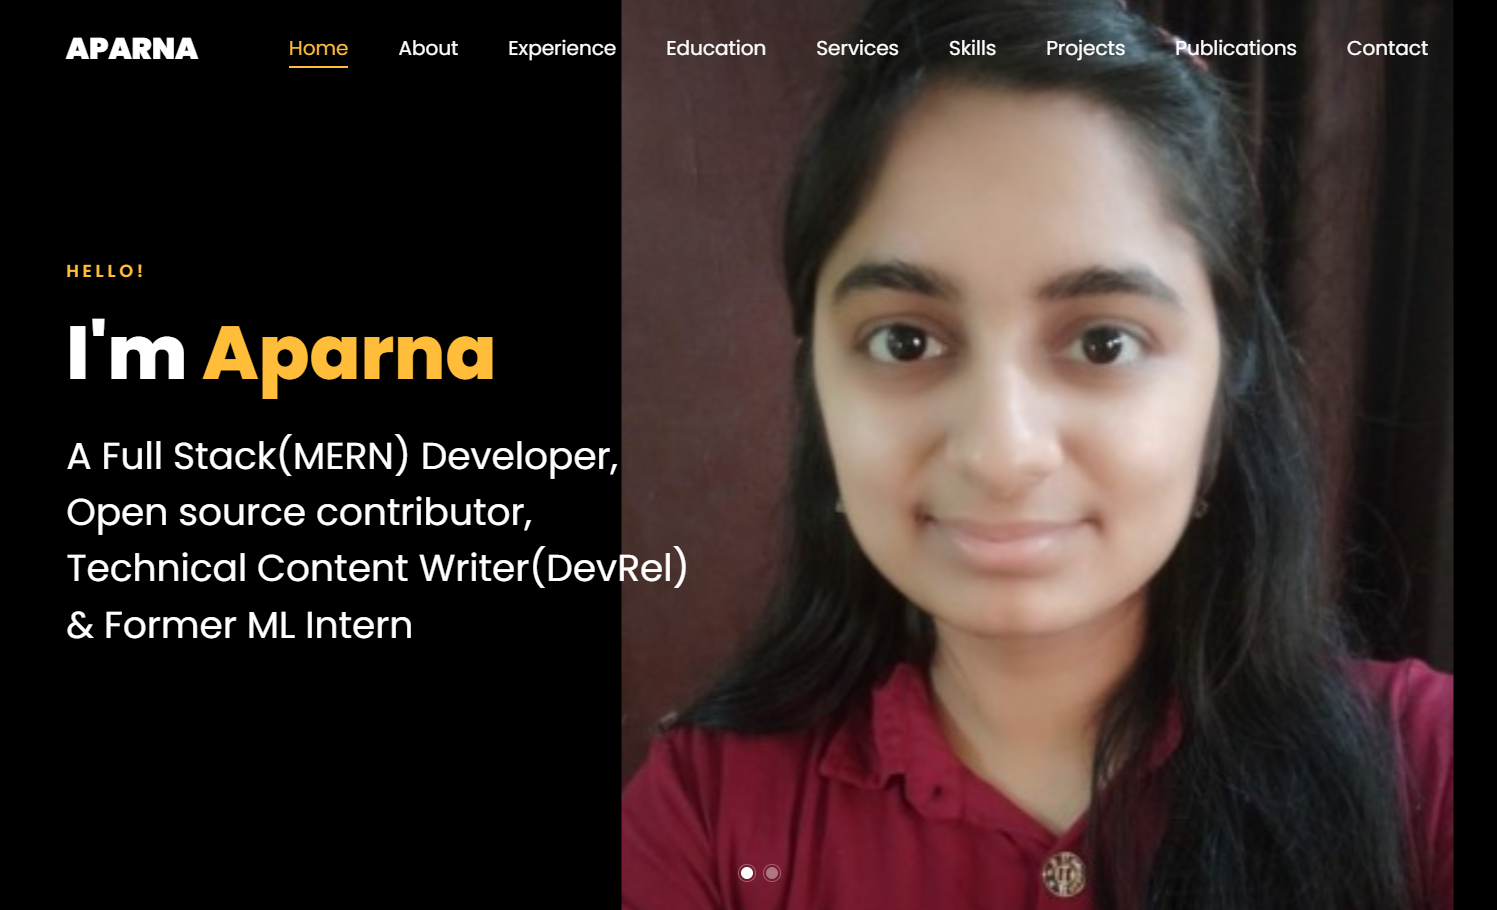 APARNA Home About Experience Education Services Skills Projects Publications Contact
HELLO!
I'm Aparna
A Full Stack(MERN) Developer,
Open source contributor,
Technical Content Writer(DevRel)
& Former ML Intern